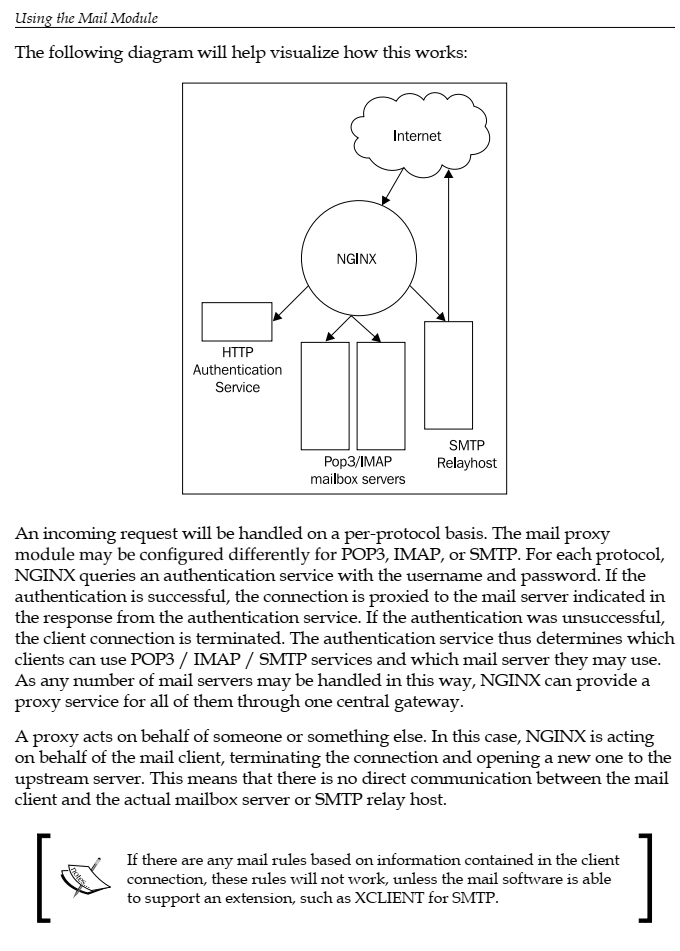 Using the Mail Module
The following diagram will help visualize how this works:
Internet
NGINX
HTTP
Authentication
Service
Pop3/IMAP
mailbox servers
SMTP
Relayhost
An incoming request will be handled on a per-protocol basis. The mail proxy
module may be configured differently for POP3, IMAP, or SMTP. For each protocol,
NGINX queries an authentication service with the username and password. If the
authentication is successful, the connection is proxied to the mail server indicated in
the response from the authentication service. If the authentication was unsuccessful,
the client connection is terminated. The authentication service thus determines which
clients can use POP3 / IMAP / SMTP services and which mail server they may use.
As any number of mail servers may be handled in this way, NGINX can provide a
proxy service for all of them through one central gateway.
A proxy acts on behalf of someone or something else. In this case, NGINX is acting
on behalf of the mail client, terminating the connection and opening a new one to the
upstream server. This means that there is no direct communication between the mail
client and the actual mailbox server or SMTP relay host.
notes
If there are any mail rules based on information contained in the client
connection, these rules will not work, unless the mail software is able
to support an extension, such as XCLIENT for SMTP.